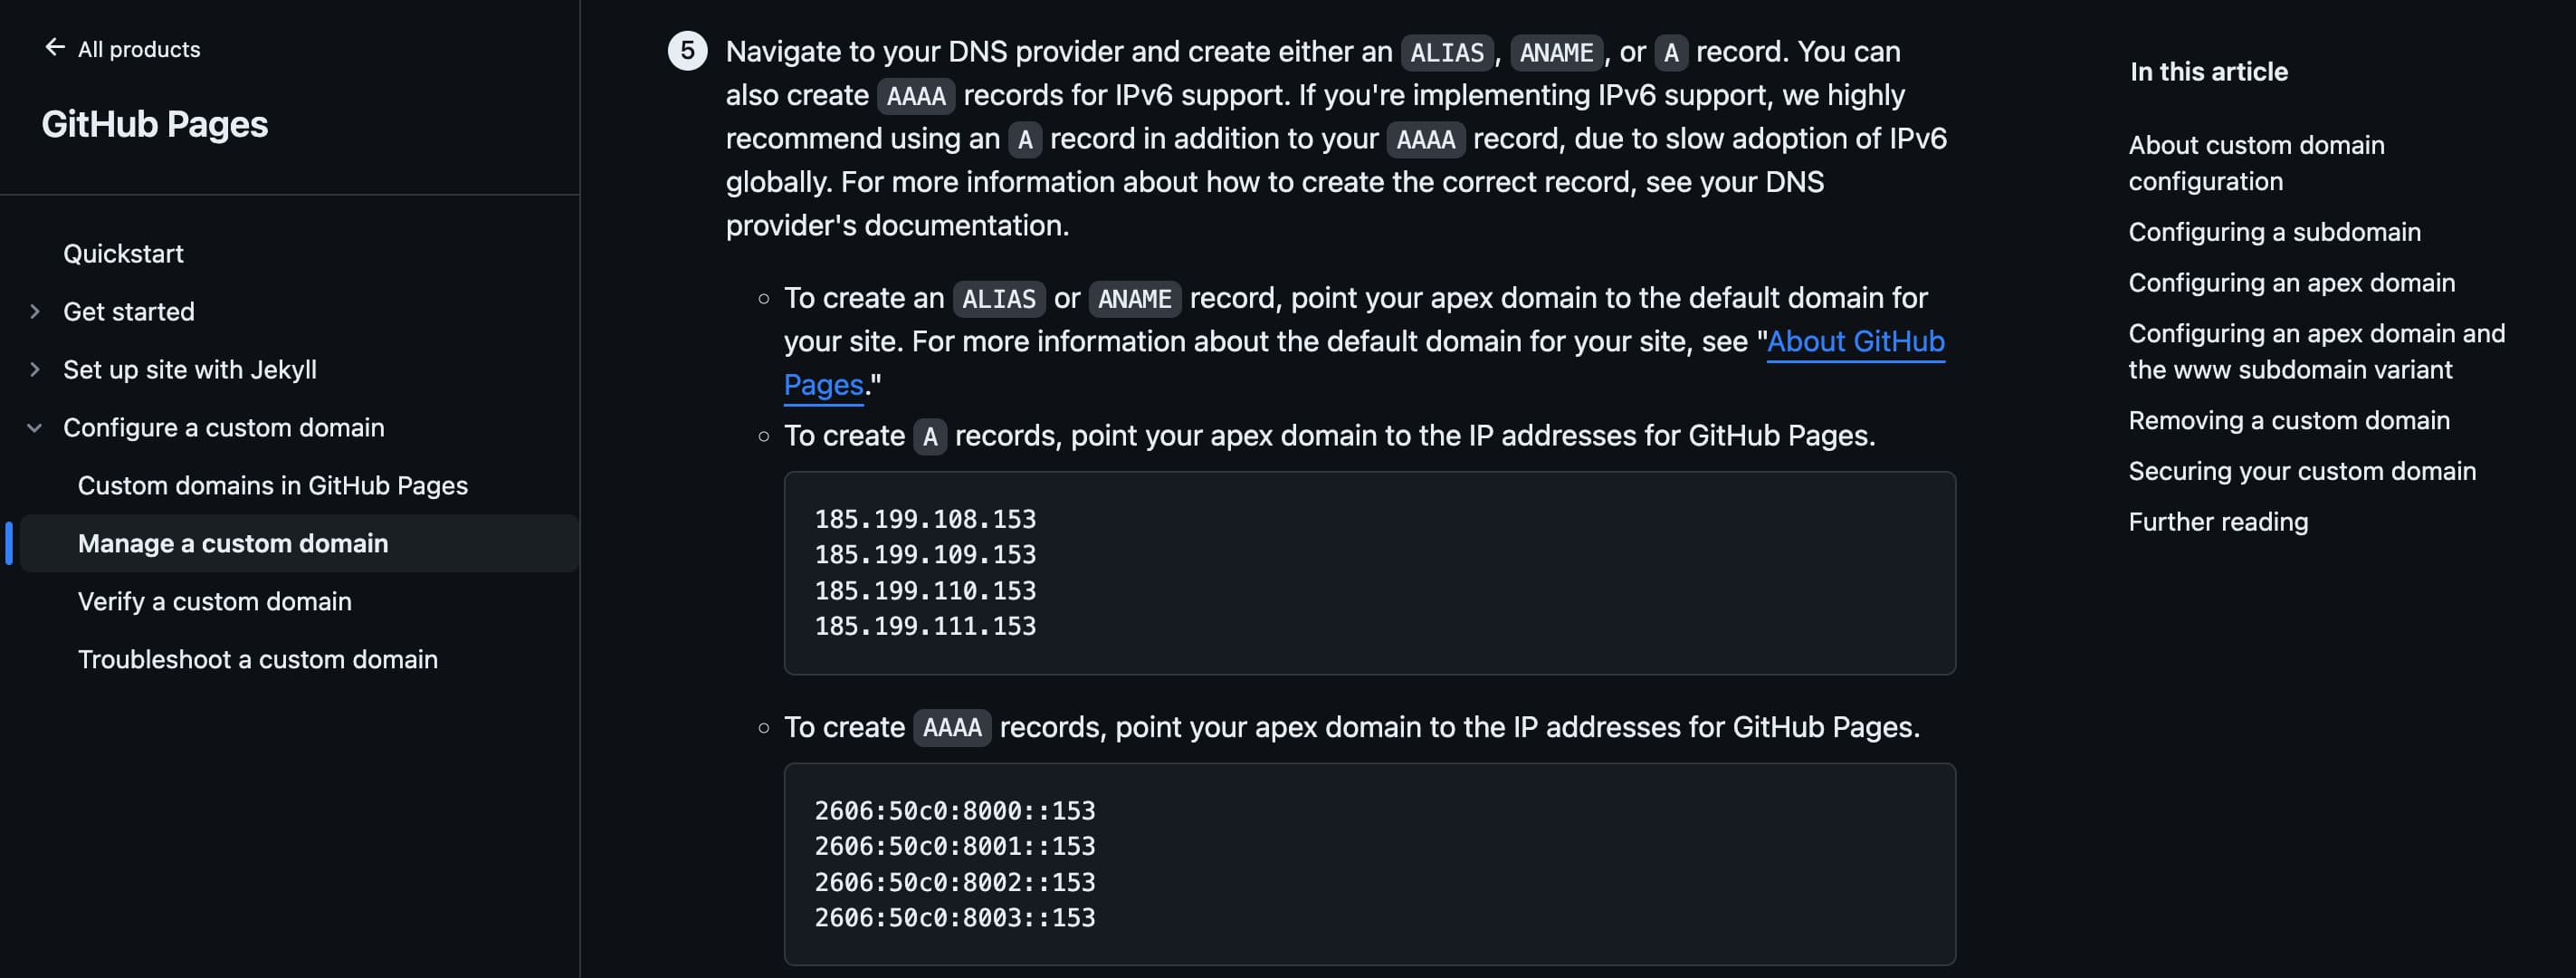 All products
GitHub Pages
Quickstart
Get started
Set up site with Jekyll
Configure a custom domain
Custom domains in GitHub Pages
Manage a custom domain
Verify a custom domain
Troubleshoot a custom domain
5 Navigate to your DNS provider and create either an ALIAS, ANAME, or A record. You can
also create AAAA records for IPv6 support. If you're implementing IPv6 support, we highly
recommend using an A record in addition to your AAAA record, due to slow adoption of IPv6
globally. For more information about how to create the correct record, see your DNS
provider's documentation.
To create an ALIAS or ANAME record, point your apex domain to the default domain for
your site. For more information about the default domain for your site, see "About GitHub
Pages."
To create A records, point your apex domain to the IP addresses for GitHub Pages.
185.199.108.153
185.199.109.153
185.199.110.153
185.199.111.153
To create AAAA records, point your apex domain to the IP addresses for GitHub Pages.
2606:50c0:8000::153
2606:50c0:8001::153
2606:50c0:8002::153
2606:50c0:8003::153
In this article
About custom domain
configuration
Configuring a subdomain
Configuring an apex domain
Configuring an apex domain and
the www subdomain variant
Removing a custom domain
Securing your custom domain
Further reading